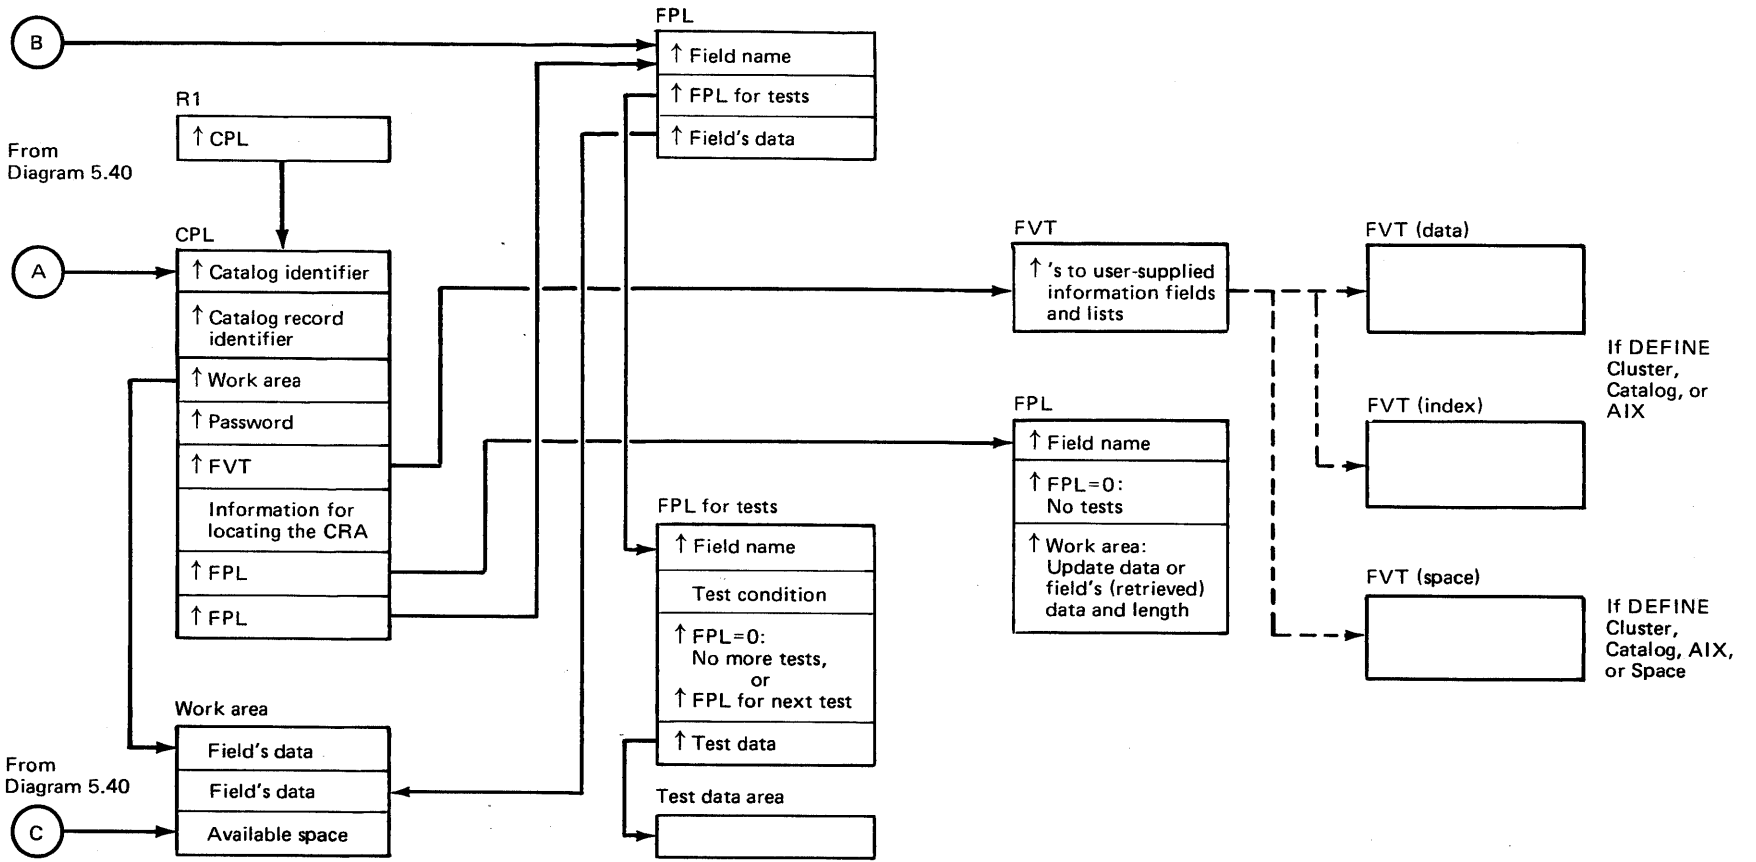 B
FPL
↑ Field name
↑ FPL for tests
↑ Field's data
R1
↑ CPL
From
Diagram 5.40
A
CPL
↑ Catalog identifier
↑ Catalog record
identifier
↑ Work area
↑ Password
↑ FVT
Information for
locating the CRA
↑ FPL
↑ FPL
FVT
↑ 's to user-supplied
information fields
and lists
FVT (data)
If DEFINE
Cluster,
Catalog, or
AIX
FVT (index)
FPL
↑ Field name
↑ FPL=0:
No tests
↑ Work area:
Update data or
field's (retrieved)
data and length
FVT (space)
If DEFINE
Cluster,
Catalog, AIX,
or Space
FPL for tests
↑ Field name
Test condition
↑ FPL=0:
No more tests,
or
↑ FPL for next test
↑ Test data
Test data area
Work area
Field's data
Field's data
Available space
From
Diagram 5.40
C